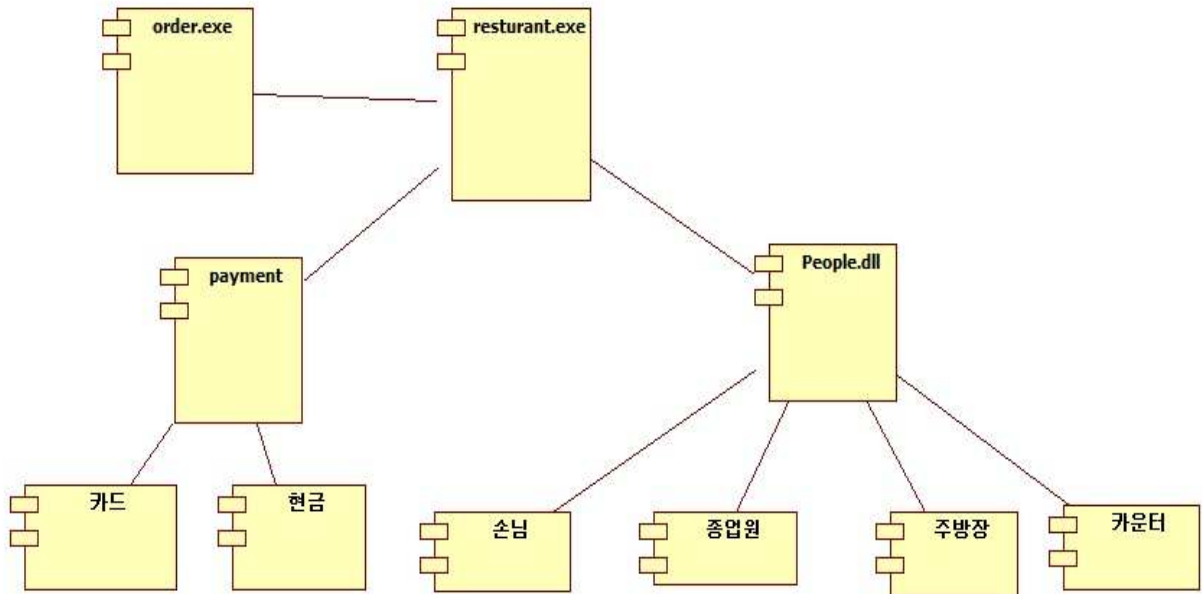 order.exe
resturant.exe
payment
People.dll
카드
현금
손님
종업원
주방장
카운터